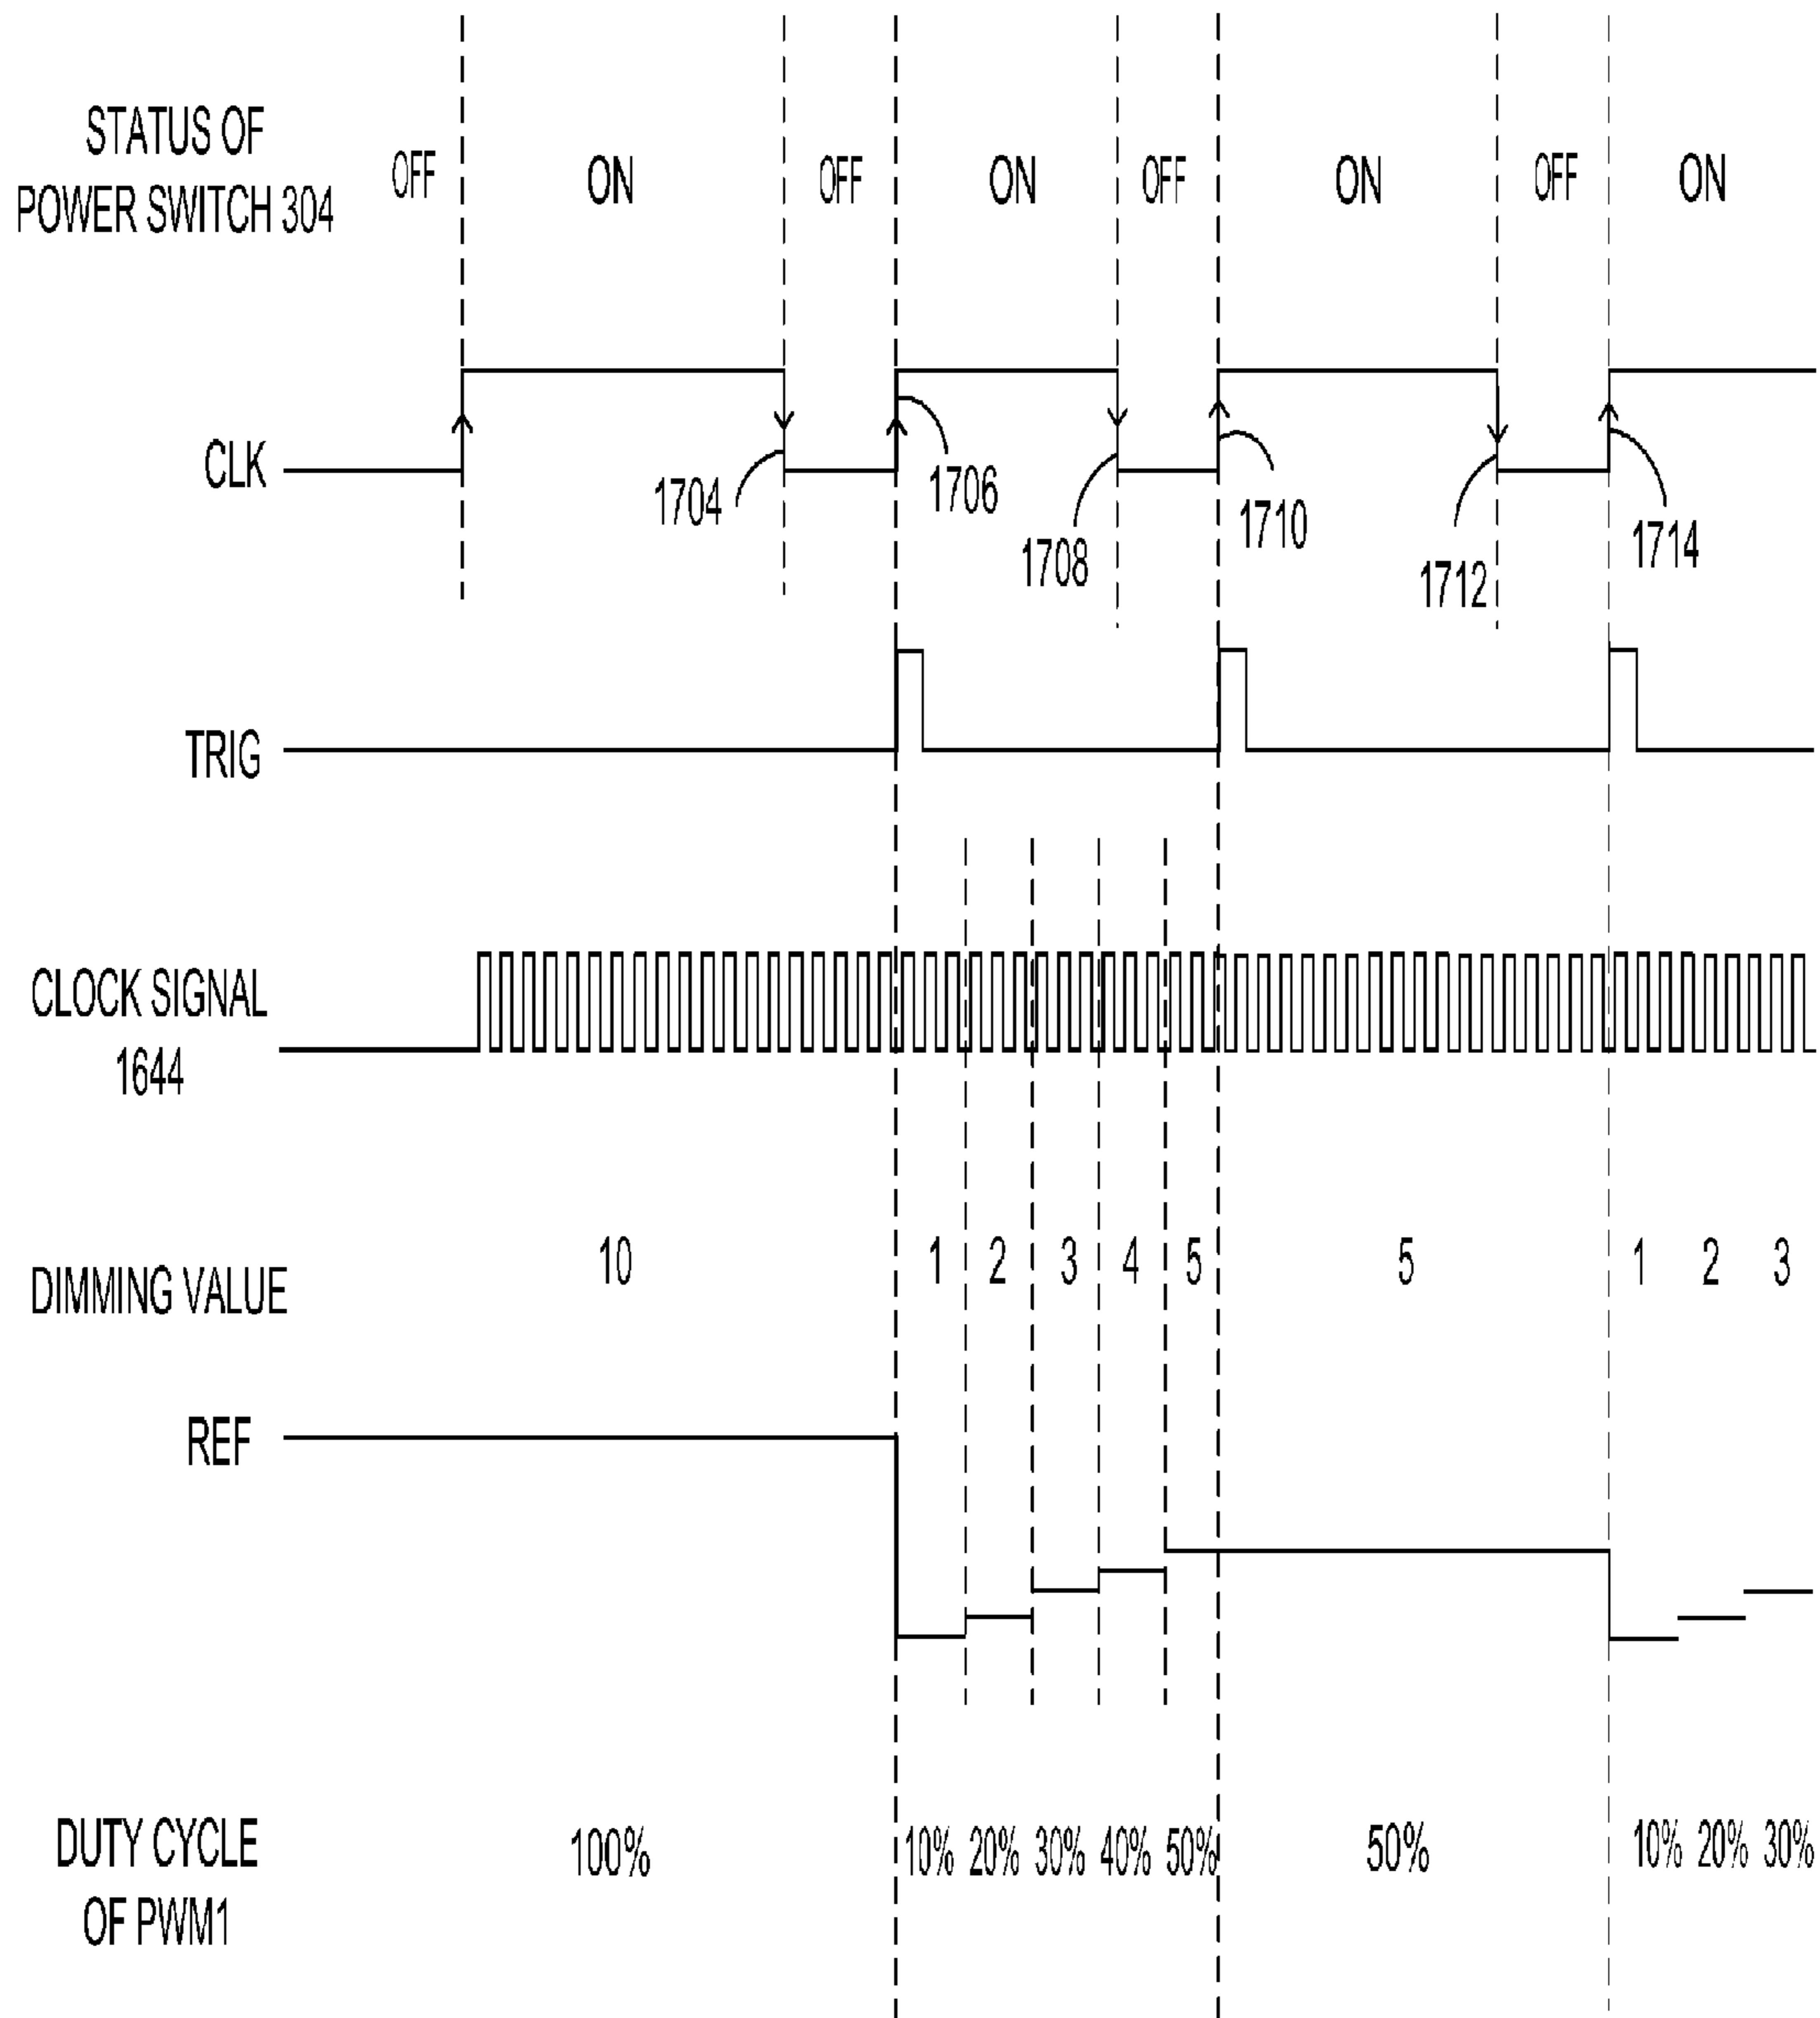 STATUS OF
POWER SWITCH 304
OFF ON OFF ON OFF ON OFF ON
CLK
1704
1706
1708
1710
1712
1714
TRIG
CLOCK SIGNAL
1644
DIMMING VALUE
10 1 2 3 4 5 5 1 2 3
REF
DUTY CYCLE
OF PWM1
100% 10% 20% 30% 40% 50% 50% 10% 20% 30%